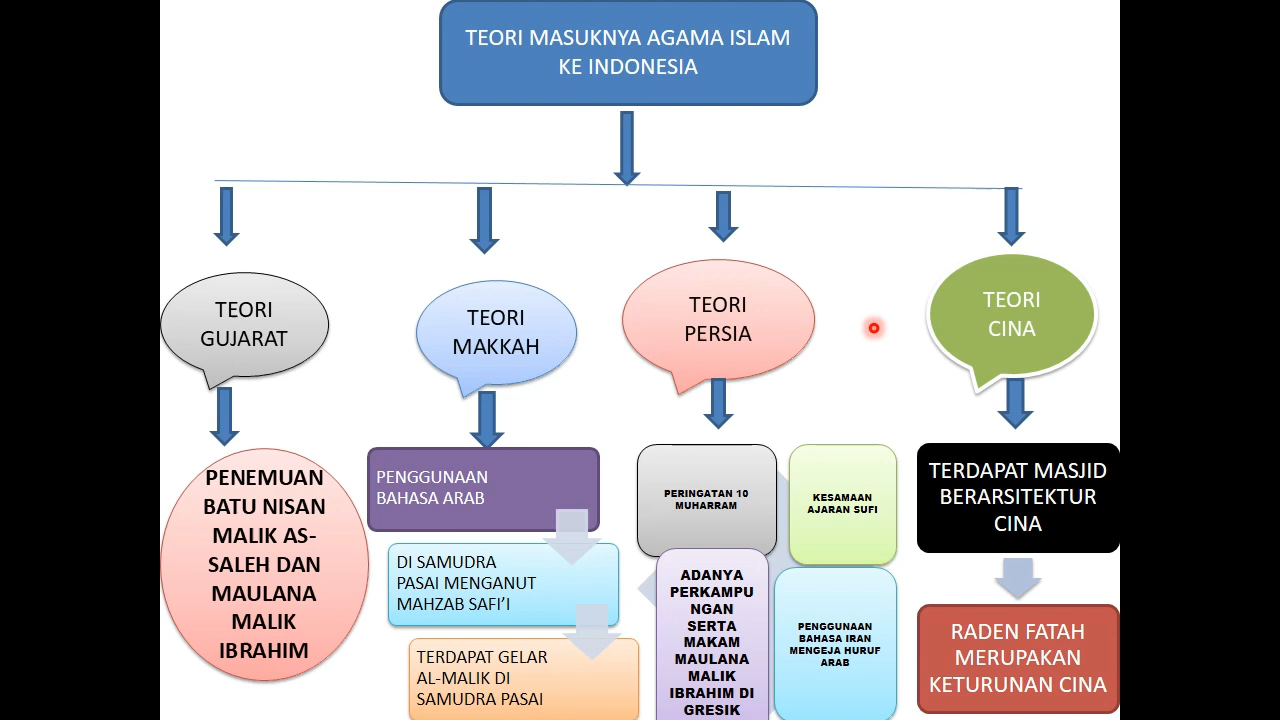 TEORI MASUKNYA AGAMA ISLAM
KE INDONESIA
TEORI
GUJARAT
TEORI
MAKKAH
TEORI
PERSIA
TEORI
CINA
PENEMUAN
BATU NISAN
MALIK AS-
SALEH DAN
MAULANA
MALIK
IBRAHIM
PENGGUNAAN
BAHASA ARAB
DI SAMUDRA
PASAI MENGANUT
MAHZAB SAFI’I
TERDAPAT GELAR
AL-MALIK DI
SAMUDRA PASAI
PERINGATAN 10
MUHARRAM
KESAMAAN
AJARAN SUFI
ADANYA
PERKAMPU
NGAN
SERTA
MAKAM
MAULANA
MALIK
IBRAHIM DI
GRESIK
PENGGUNAAN
BAHASA IRAN
MENGEJA HURUF
ARAB
TERDAPAT MASJID
BERARSITEKTUR
CINA
RADEN FATAH
MERUPAKAN
KETURUNAN CINA